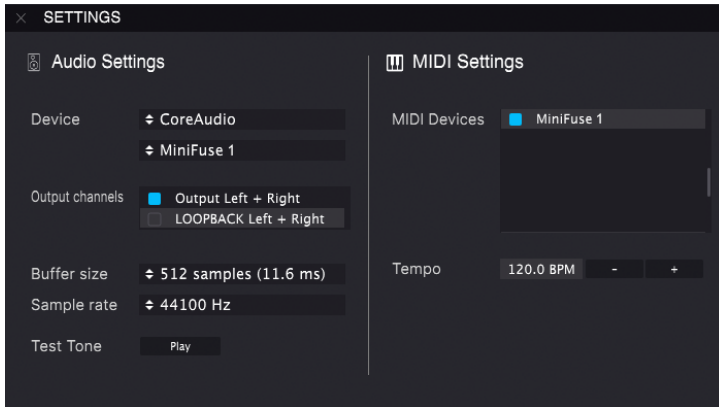 SETTINGS
Audio Settings
Device
CoreAudio
MiniFuse 1
Output channels
Output Left + Right
LOOPBACK Left + Right
Buffer size
512 samples (11.6 ms)
Sample rate
44100 Hz
Test Tone
Play
MIDI Settings
MIDI Devices
MiniFuse 1
Tempo
120.0 BPM
-
+